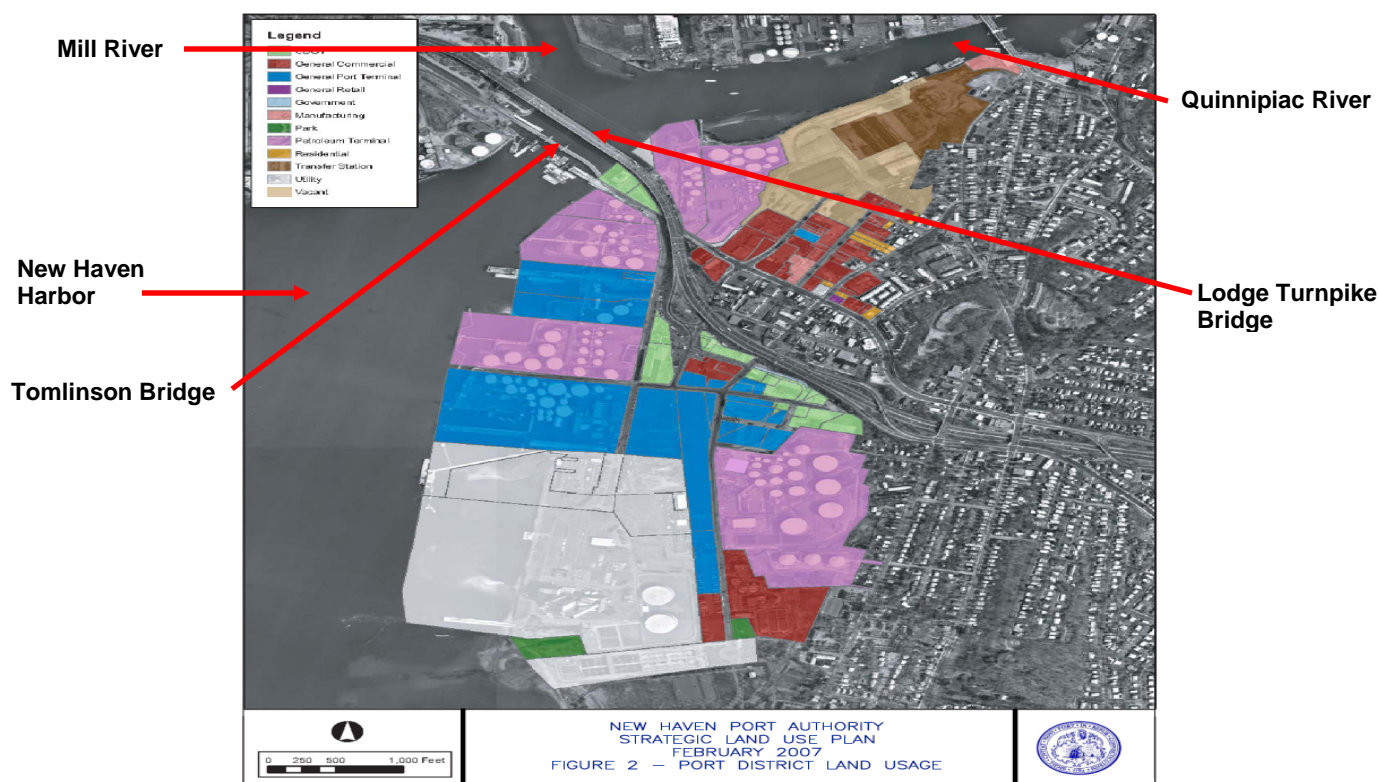 Mill River
Quinnipiac River
New Haven
Harbor
Lodge Turnpike
Bridge
Tomlinson Bridge
Legend
General Commercial
General Port Terminal
General Retail
Government
Manufacturing
Park
Petroleum Terminal
Residential
Transfer Station
Utility
Vacant
0 250 500 1,000 Feet
NEW HAVEN PORT AUTHORITY
STRATEGIC LAND USE PLAN
FEBRUARY 2007
FIGURE 2 – PORT DISTRICT LAND USAGE